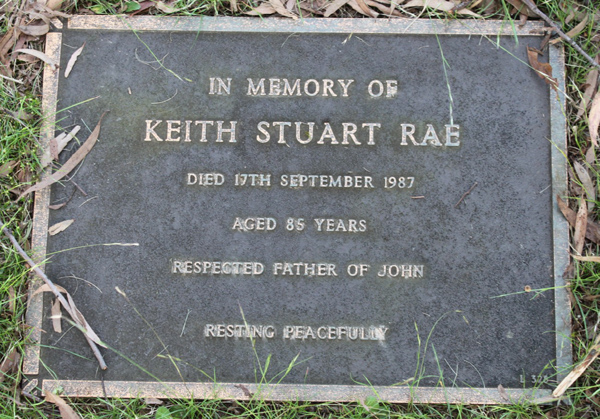 IN MEMORY OF
KEITH STUART RAE
DIED 17TH SEPTEMBER 1987
AGED 85 YEARS
RESPECTED FATHER OF JOHN
RESTING PEACEFULLY